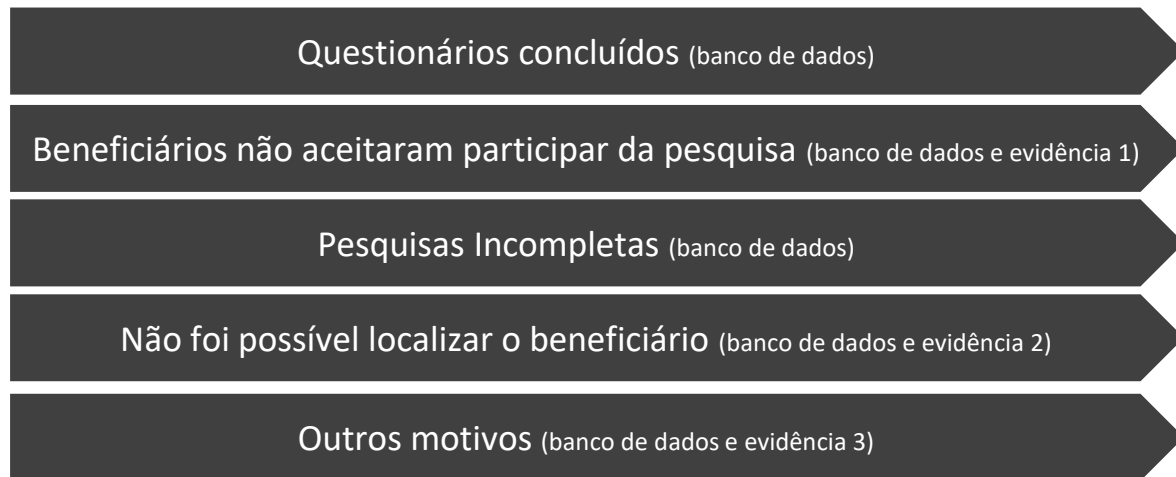 Questionários concluídos (banco de dados)
Beneficiários não aceitaram participar da pesquisa (banco de dados e evidência 1)
Pesquisas Incompletas (banco de dados)
Não foi possível localizar o beneficiário (banco de dados e evidência 2)
Outros motivos (banco de dados e evidência 3)